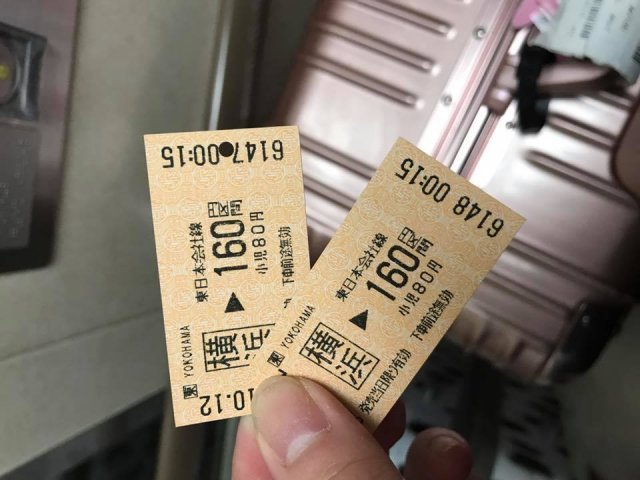 6147 00:15
東日本会社線
160円区間
小児80円
下車前途無効
東 YOKOHAMA
横浜
10.12
6148 00:15
東日本会社線
160円区間
小児80円
下車前途無効
発売当日限り有効
東 YOKOHAMA
横浜